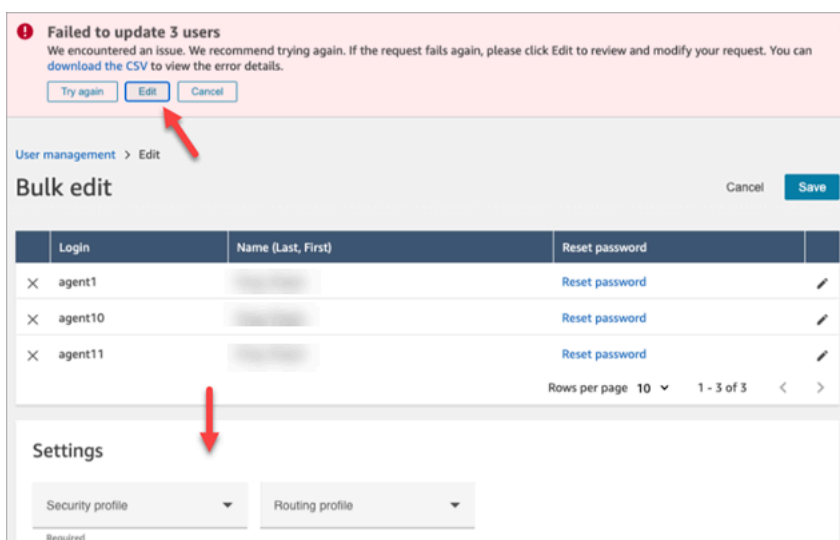 Failed to update 3 users
We encountered an issue. We recommend trying again. If the request fails again, please click Edit to review and modify your request. You can
download the CSV to view the error details.
Try again Edit Cancel
User management > Edit
Bulk edit Cancel Save
Login Name (Last, First) Reset password
agent1 Reset password
agent10 Reset password
agent11 Reset password
Rows per page 10 1 - 3 of 3 < >
Settings
Security profile Routing profile
Required